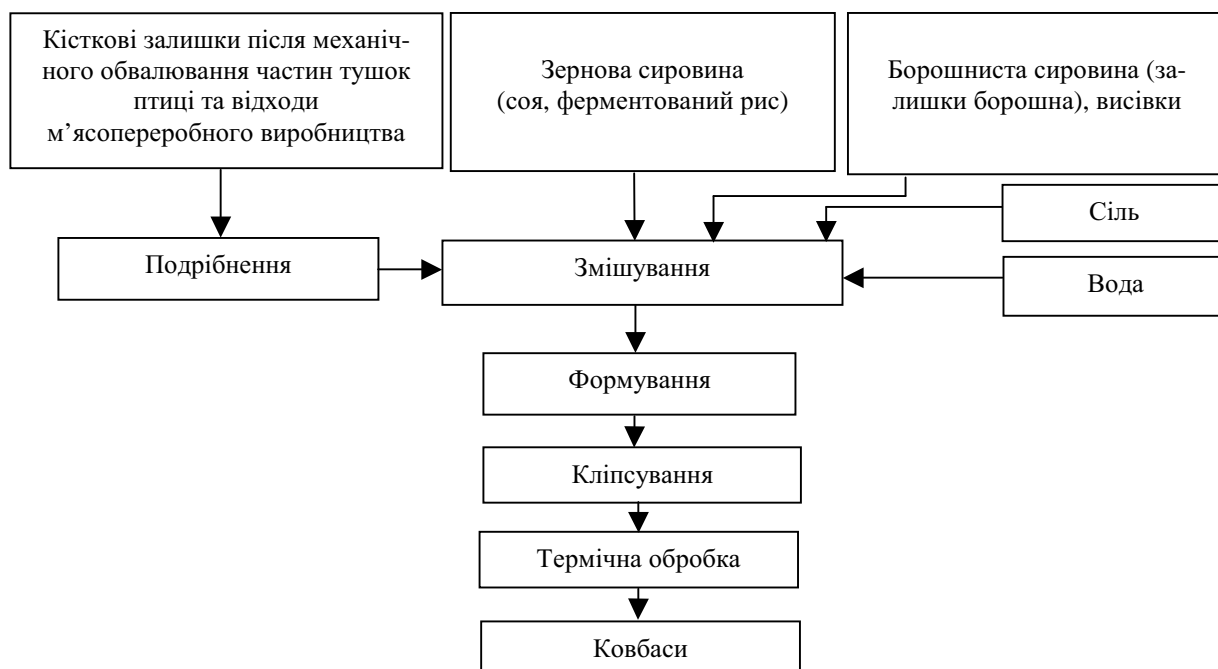 Кісткові залишки після механіч-
ного обвалювання частин тушок
птиці та відходи
м’ясопереробного виробництва
Зернова сировина
(соя, ферментований рис)
Борошниста сировина (за-
лишки борошна), висівки
Сіль
Подрібнення
Змішування
Вода
Формування
Кліпсування
Термічна обробка
Ковбаси